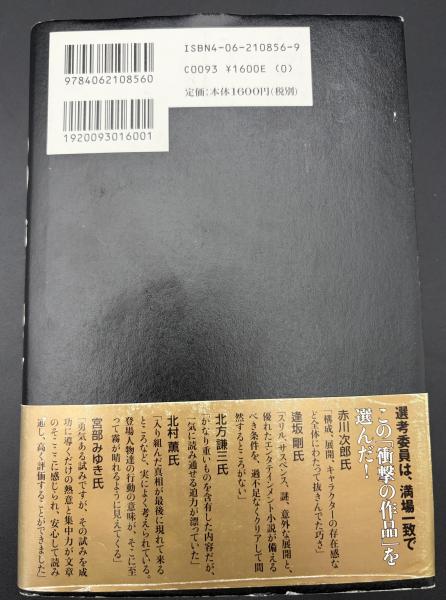 ISBN4-06-210856-9
C0093 ¥1600E (0)
定価:本体1600円(税別)
9784062108560
1920093016001
選考委員は、満場一致で
この「衝撃の作品」を
選んだ!
赤川次郎氏
「構成、展開、キャラクターの存在感な
ど全体にわたって抜きんでた巧さ」
逢坂剛氏
「スリル、サスペンス、謎、意外な展開と、
優れたエンタテインメント小説が備える
べき条件を、過不足なくクリアして間
然するところがない」
北方謙三氏
「かなり重いものを含有した内容だが、
一気に読み通せる迫力が漂っていた」
北村薫氏
「入り組んだ真相が最後に現れて来る
ところなど、実によく考えられている。
登場人物達の行動の意味が、そこに至
って霧が晴れるように見えてくる」
宮部みゆき氏
「勇気ある試みですが、その試みを成
功に導くだけの熱意と集中力が文章
のそこここに感じられ、安心して読み
通し、高く評価することができました」